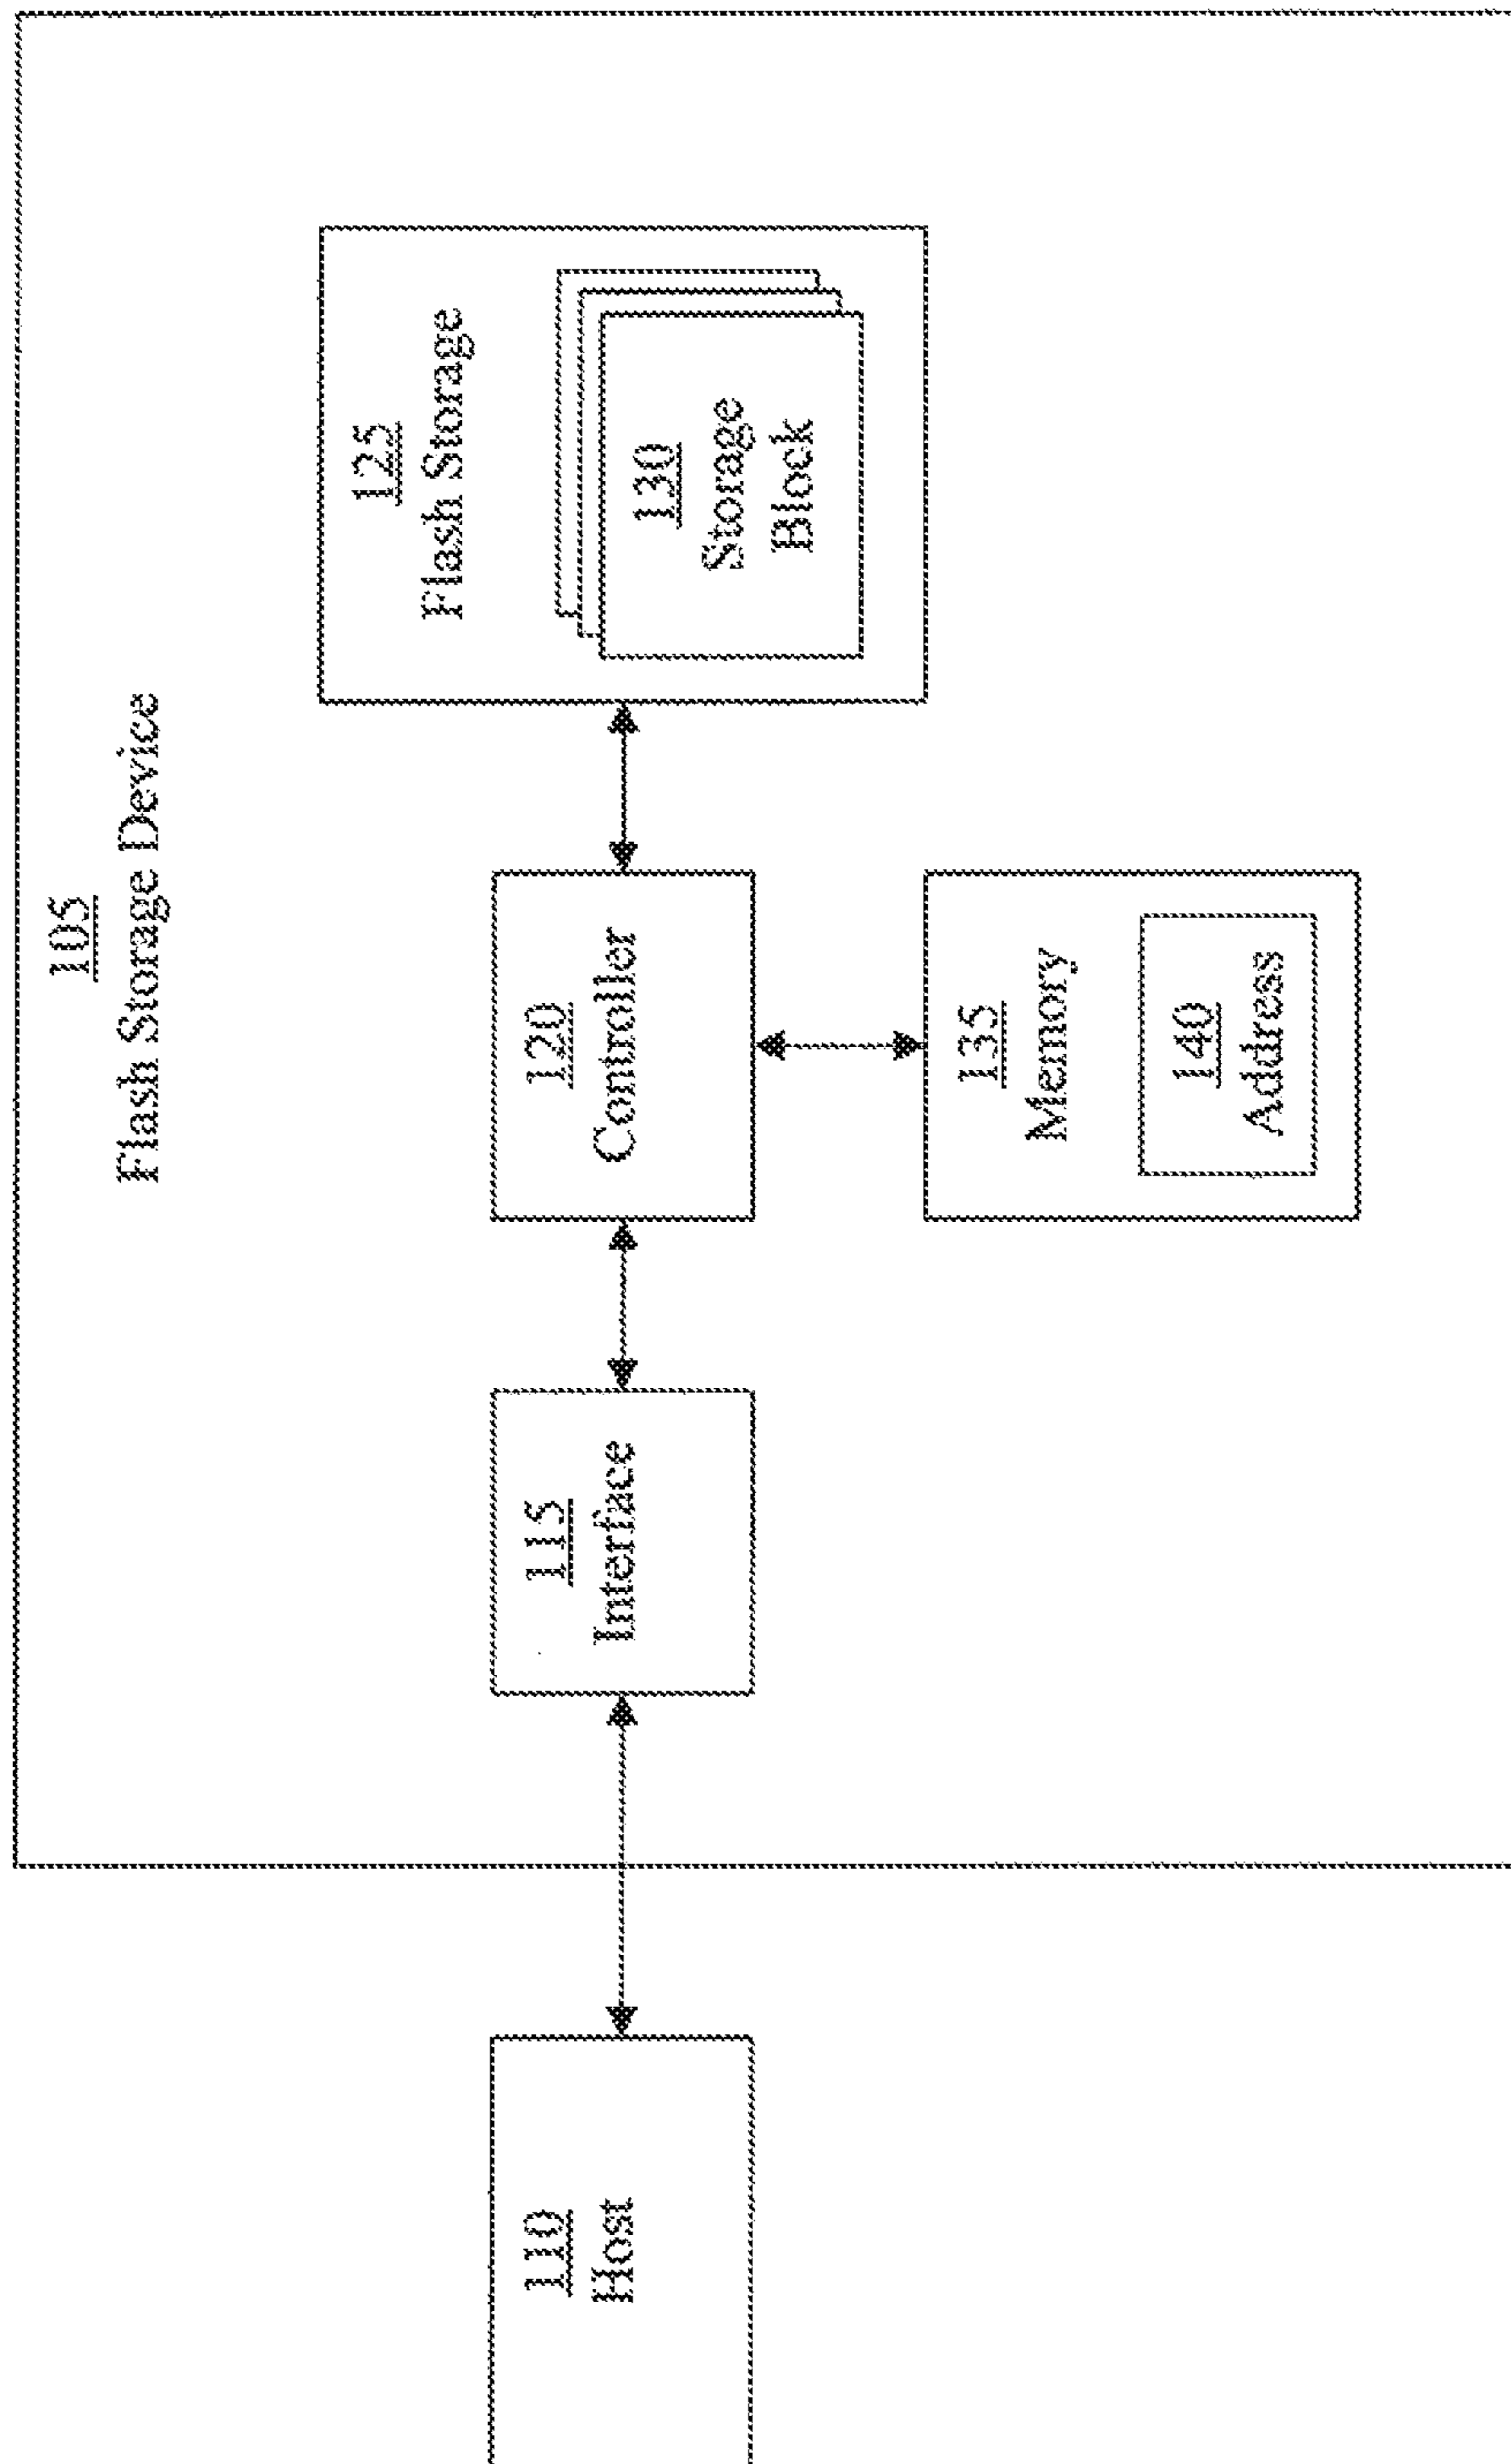 105
Flash Storage Device
110
Host
115
Interface
120
Controller
125
Flash Storage
130
Storage
Block
135
Memory
140
Address